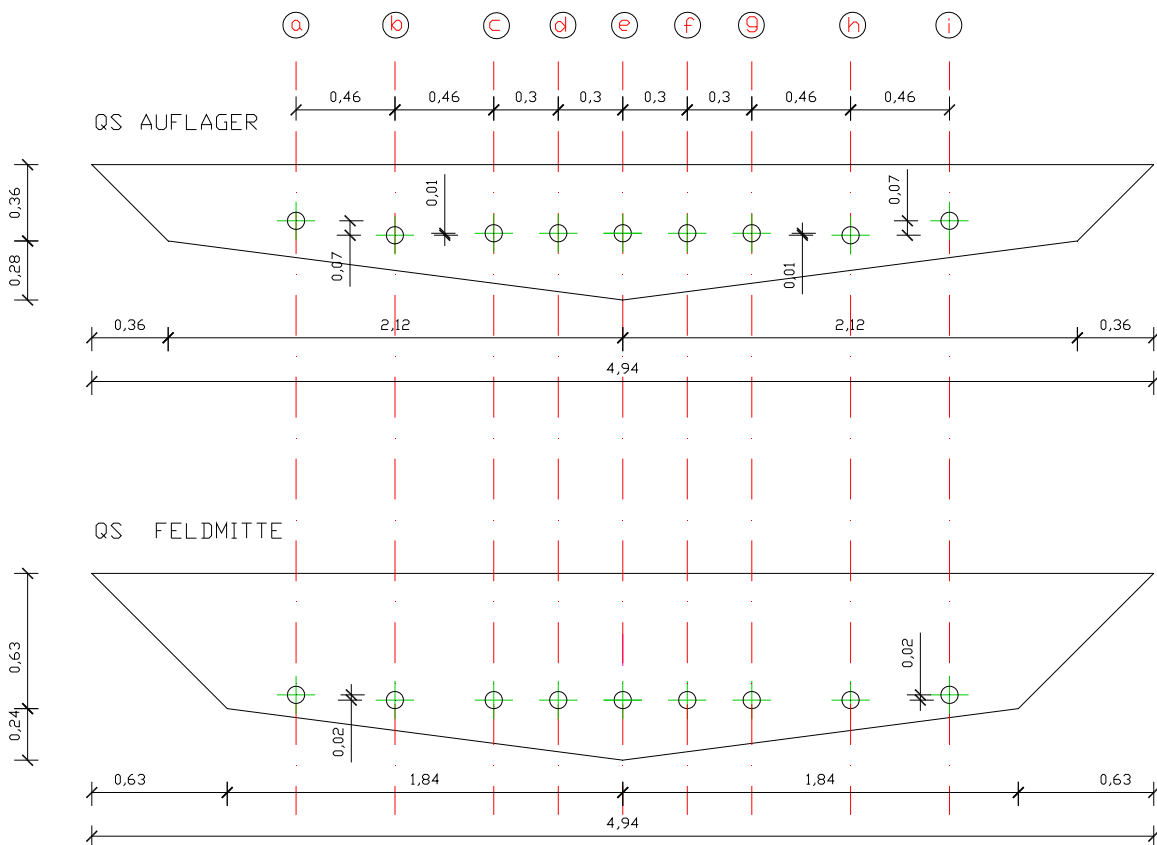 a b c d e f g h i
0,46 0,46 0,3 0,3 0,3 0,3 0,46 0,46
QS AUFLAGER
0,36
0,28
0,07
0,01
0,01
0,07
0,36 2,12 2,12 0,36
4,94
QS FELDMITTE
0,63
0,24
0,02
0,02
0,63 1,84 1,84 0,63
4,94